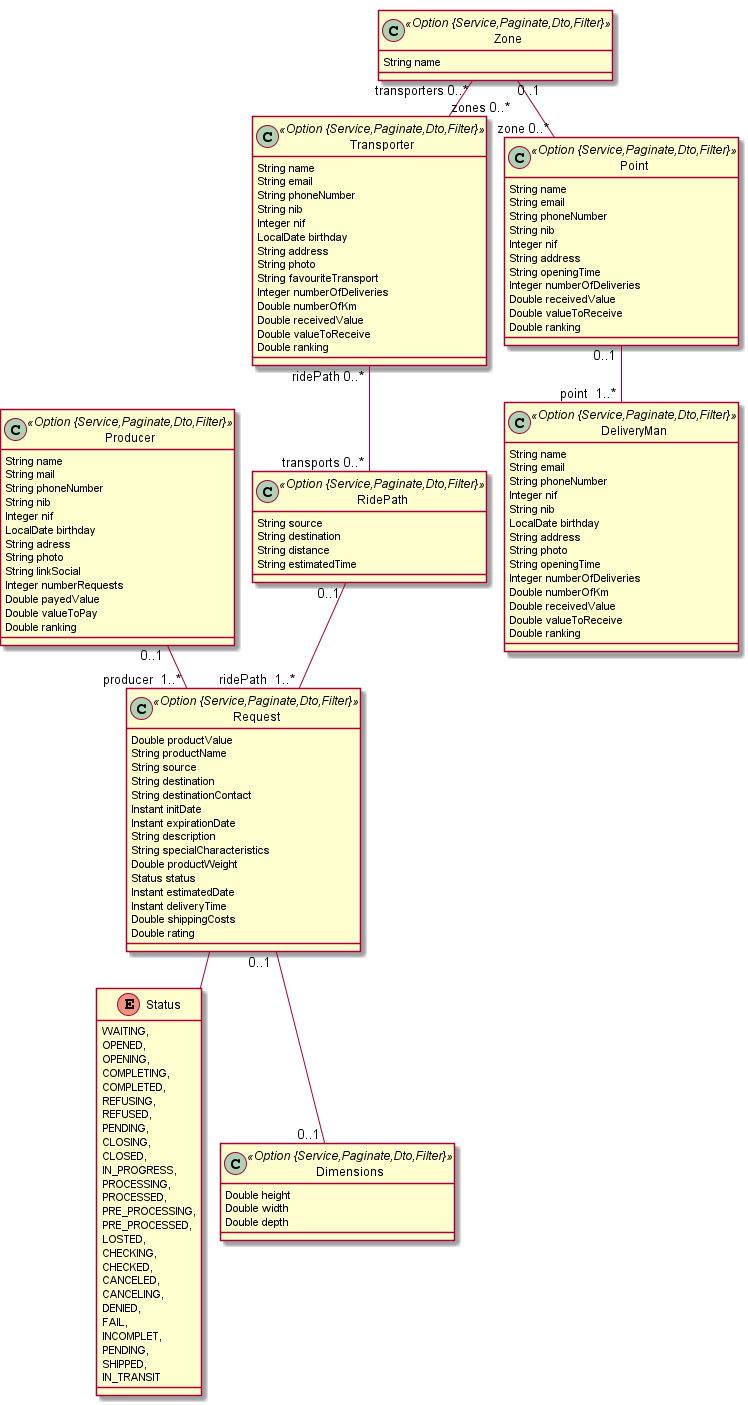 C «Option {Service,Paginate,Dto,Filter}»
Zone
String name
transporters 0..*
0..1
zones 0..*
zone 0..*
C «Option {Service,Paginate,Dto,Filter}»
Transporter
String name
String email
String phoneNumber
String nib
Integer nif
LocalDate birthday
String address
String photo
String favouriteTransport
Integer numberOfDeliveries
Double numberOfKm
Double receivedValue
Double valueToReceive
Double ranking
C «Option {Service,Paginate,Dto,Filter}»
Point
String name
String email
String phoneNumber
String nib
Integer nif
String address
String openingTime
Integer numberOfDeliveries
Double receivedValue
Double valueToReceive
Double ranking
ridePath 0..*
transports 0..*
0..1
point 1..*
C «Option {Service,Paginate,Dto,Filter}»
Producer
String name
String mail
String phoneNumber
String nib
Integer nif
LocalDate birthday
String adress
String photo
String linkSocial
Integer numberRequests
Double payedValue
Double valueToPay
Double ranking
C «Option {Service,Paginate,Dto,Filter}»
RidePath
String source
String destination
String distance
String estimatedTime
C «Option {Service,Paginate,Dto,Filter}»
DeliveryMan
String name
String email
String phoneNumber
Integer nif
String nib
LocalDate birthday
String address
String photo
String openingTime
Integer numberOfDeliveries
Double numberOfKm
Double receivedValue
Double valueToReceive
Double ranking
0..1
producer 1..*
0..1
ridePath 1..*
C «Option {Service,Paginate,Dto,Filter}»
Request
Double productValue
String productName
String source
String destination
String destinationContact
Instant initDate
Instant expirationDate
String description
String specialCharacteristics
Double productWeight
Status status
Instant estimatedDate
Instant deliveryTime
Double shippingCosts
Double rating
0..1
0..1
E Status
WAITING,
OPENED,
OPENING,
COMPLETING,
COMPLETED,
REFUSING,
REFUSED,
PENDING,
CLOSING,
CLOSED,
IN_PROGRESS,
PROCESSING,
PROCESSED,
PRE_PROCESSING,
PRE_PROCESSED,
LOSTED,
CHECKING,
CHECKED,
CANCELED,
CANCELING,
DENIED,
FAIL,
INCOMPLET,
PENDING,
SHIPPED,
IN_TRANSIT
C «Option {Service,Paginate,Dto,Filter}»
Dimensions
Double height
Double width
Double depth